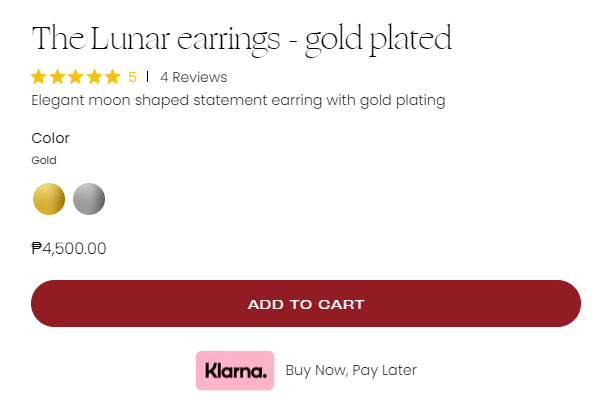 The Lunar earrings - gold plated
5 | 4 Reviews
Elegant moon shaped statement earring with gold plating
Color
Gold
₱4,500.00
ADD TO CART
Klarna. Buy Now, Pay Later